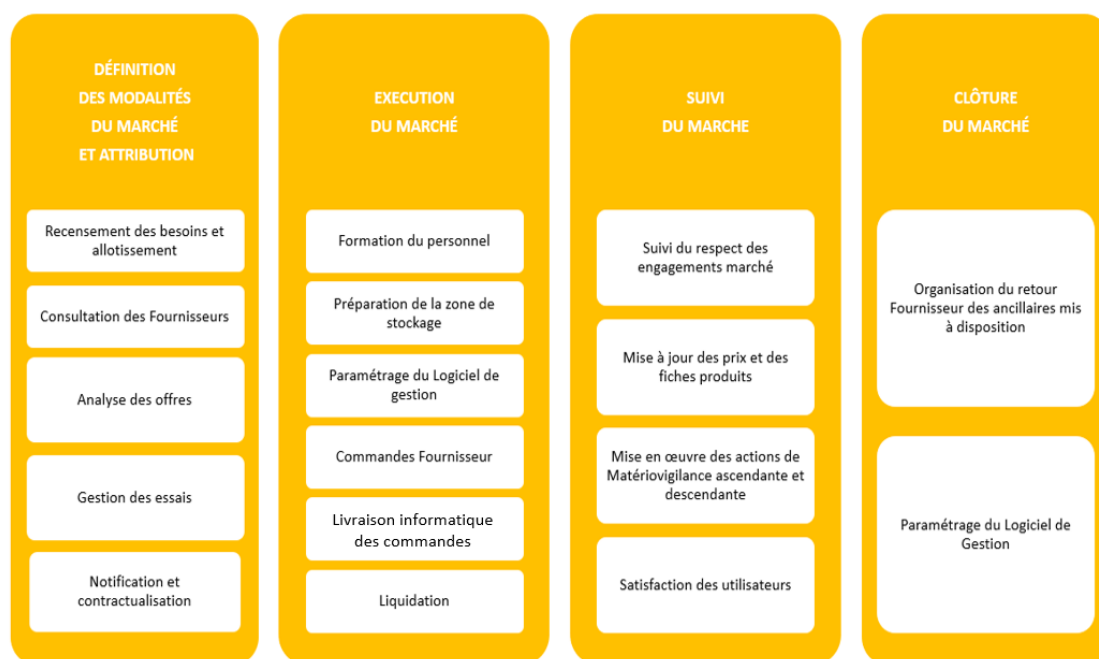 DÉFINITION
DES MODALITÉS
DU MARCHÉ
ET ATTRIBUTION
Recensement des besoins et
allotissement
Consultation des Fournisseurs
Analyse des offres
Gestion des essais
Notification et
contractualisation
EXECUTION
DU MARCHÉ
Formation du personnel
Préparation de la zone de
stockage
Paramétrage du Logiciel de
gestion
Commandes Fournisseur
Livraison informatique
des commandes
Liquidation
SUIVI
DU MARCHE
Suivi du respect des
engagements marché
Mise à jour des prix et des
fiches produits
Mise en œuvre des actions de
Matériovigilance ascendante et
descendante
Satisfaction des utilisateurs
CLÔTURE
DU MARCHÉ
Organisation du retour
Fournisseur des ancillaires mis
à disposition
Paramétrage du Logiciel de
Gestion